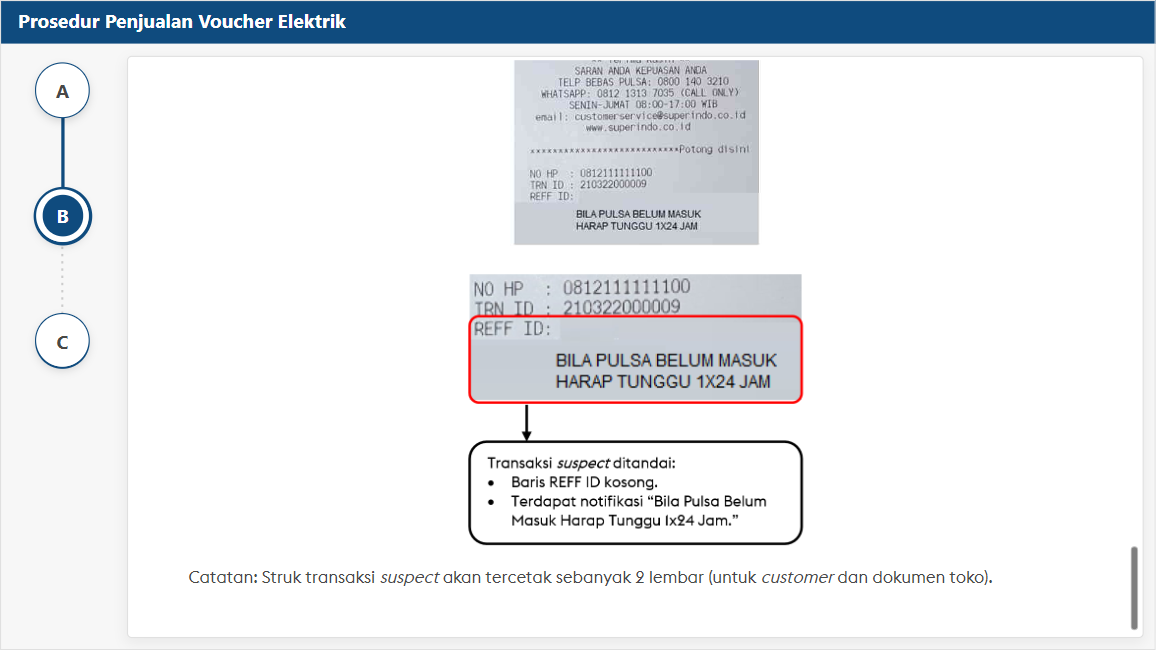 Prosedur Penjualan Voucher Elektrik
A
B
C
SARAN ANDA KEPUASAN ANDA
TELP BEBAS PULSA: 0800 140 3210
WHATSAPP: 0812 1313 7035 (CALL ONLY)
SENIN-JUMAT 08:00-17:00 WIB
email: customerservice@superindo.co.id
www.superindo.co.id
****************************Potong disini
NO HP : 0812111111100
TRN ID : 210322000009
REFF ID:
BILA PULSA BELUM MASUK
HARAP TUNGGU 1X24 JAM
NO HP : 0812111111100
TRN ID : 210322000009
REFF ID:
BILA PULSA BELUM MASUK
HARAP TUNGGU 1X24 JAM
Transaksi suspect ditandai:
• Baris REFF ID kosong.
• Terdapat notifikasi “Bila Pulsa Belum
Masuk Harap Tunggu 1x24 Jam.”
Catatan: Struk transaksi suspect akan tercetak sebanyak 2 lembar (untuk customer dan dokumen toko).